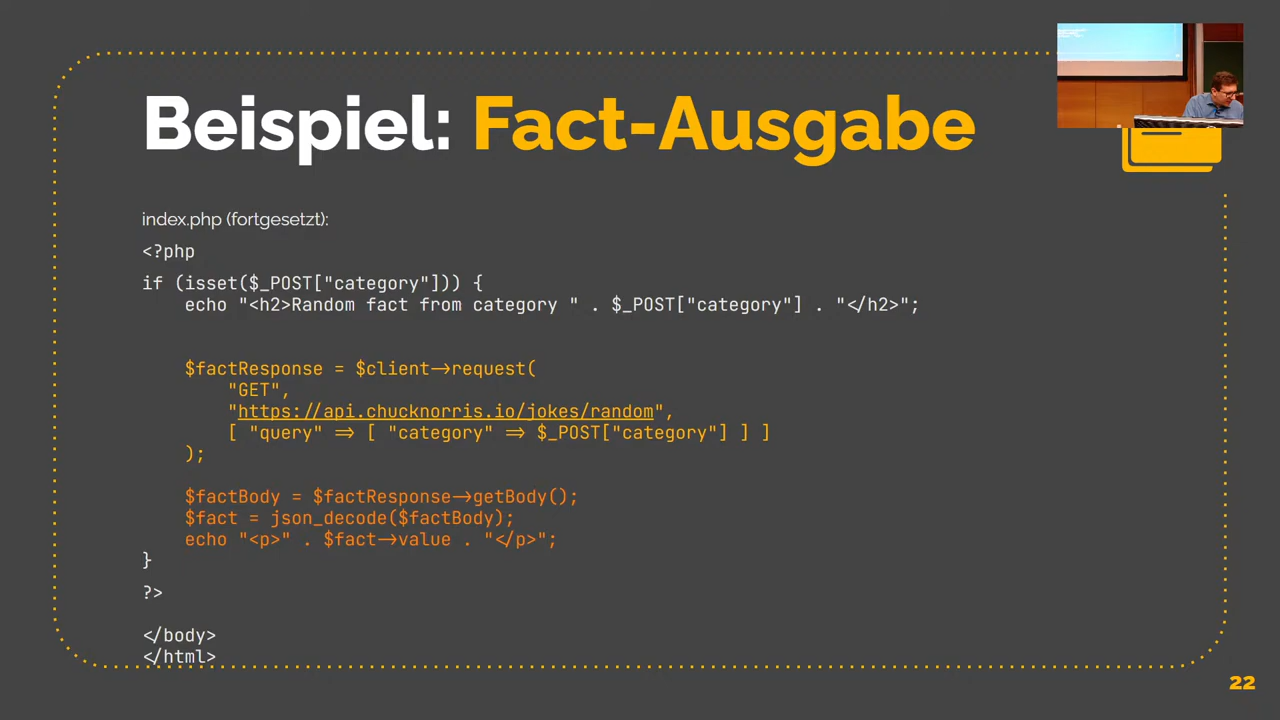 Beispiel: Fact-Ausgabe
index.php (fortgesetzt):
<?php
if (isset($_POST["category"])) {
echo "<h2>Random fact from category " . $_POST["category"] . "</h2>";
$factResponse = $client->request(
"GET",
"https://api.chucknorris.io/jokes/random",
[ "query" => [ "category" => $_POST["category"] ] ]
);
$factBody = $factResponse->getBody();
$fact = json_decode($factBody);
echo "<p>" . $fact->value . "</p>";
}
?>
</body>
</html>
22